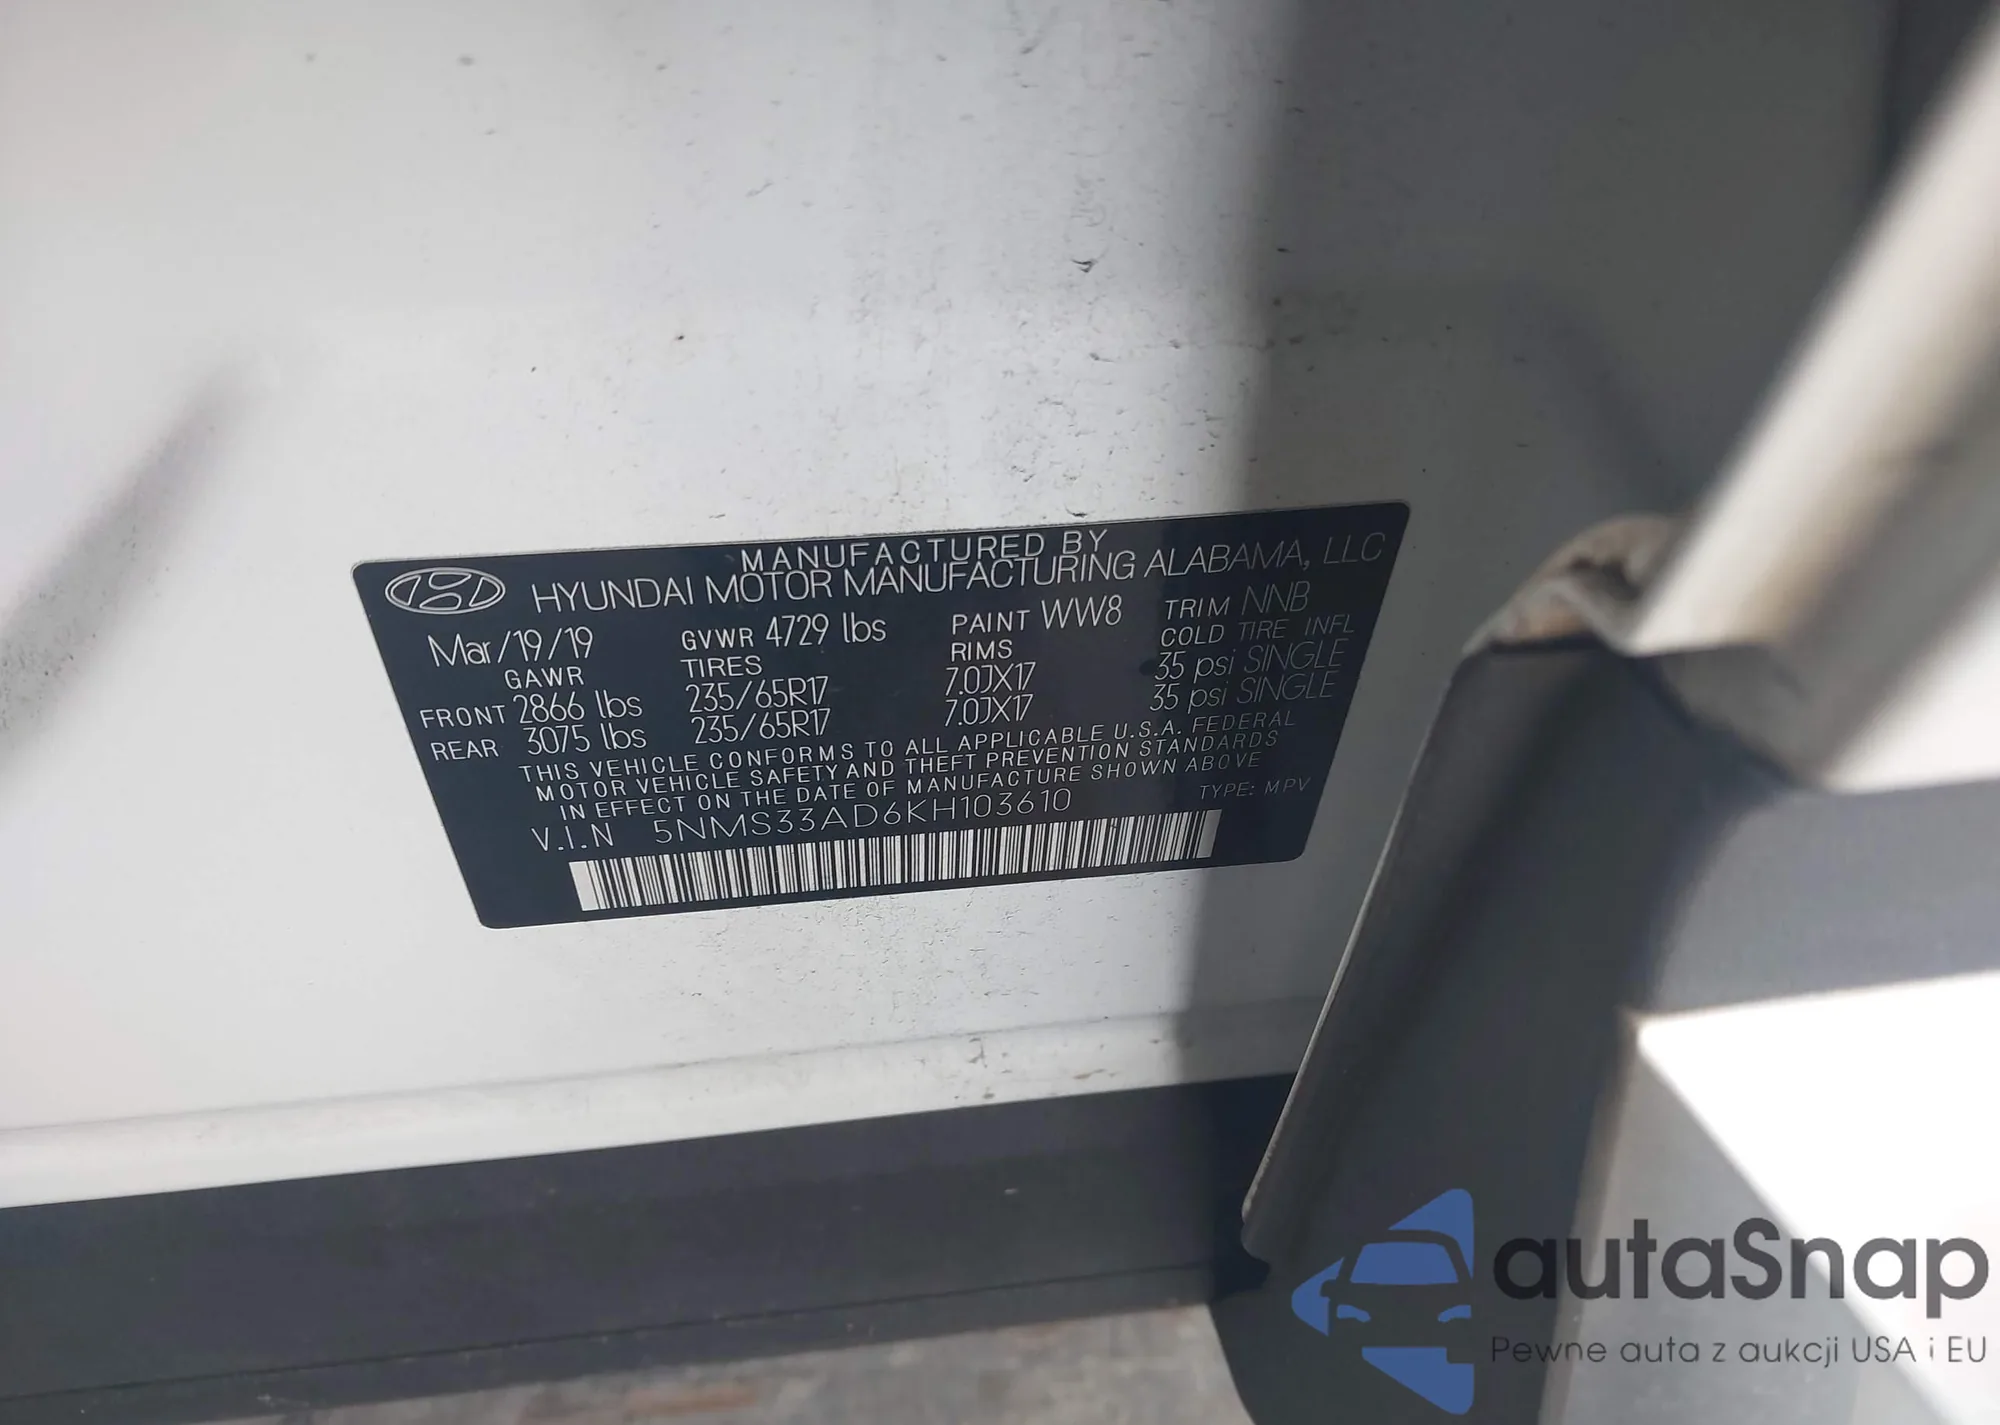 MANUFACTURED BY
HYUNDAI MOTOR MANUFACTURING ALABAMA, LLC
Mar/19/19 GVWR 4729 lbs PAINT WW8 TRIM NNB
GAWR TIRES RIMS COLD TIRE INFL
FRONT 2866 lbs 235/65R17 7.0JX17 35 psi SINGLE
REAR 3075 lbs 235/65R17 7.0JX17 35 psi SINGLE
THIS VEHICLE CONFORMS TO ALL APPLICABLE U.S.A. FEDERAL
MOTOR VEHICLE SAFETY AND THEFT PREVENTION STANDARDS
IN EFFECT ON THE DATE OF MANUFACTURE SHOWN ABOVE
V.I.N 5NMS33AD6KH103610 TYPE: MPV
autaSnap
Pewne auta z aukcji USA i EU